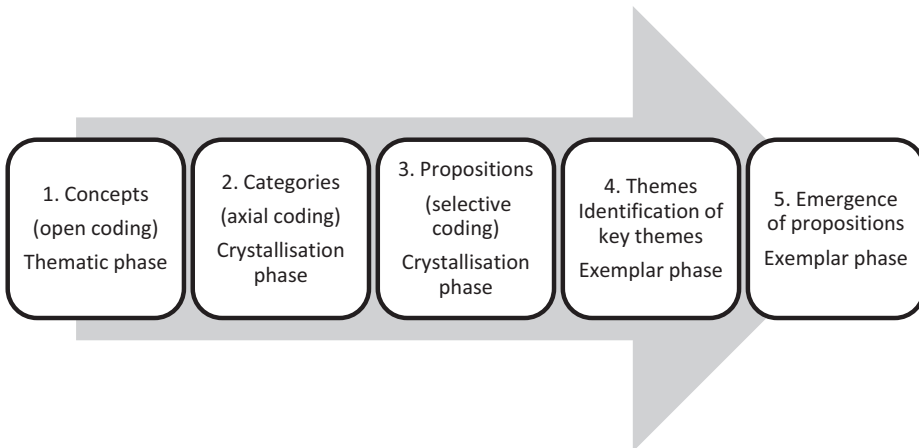 1. Concepts
(open coding)
Thematic phase
2. Categories
(axial coding)
Crystallisation
phase
3. Propositions
(selective
coding)
Crystallisation
phase
4. Themes
Identification of
key themes
Exemplar phase
5. Emergence
of propositions
Exemplar phase